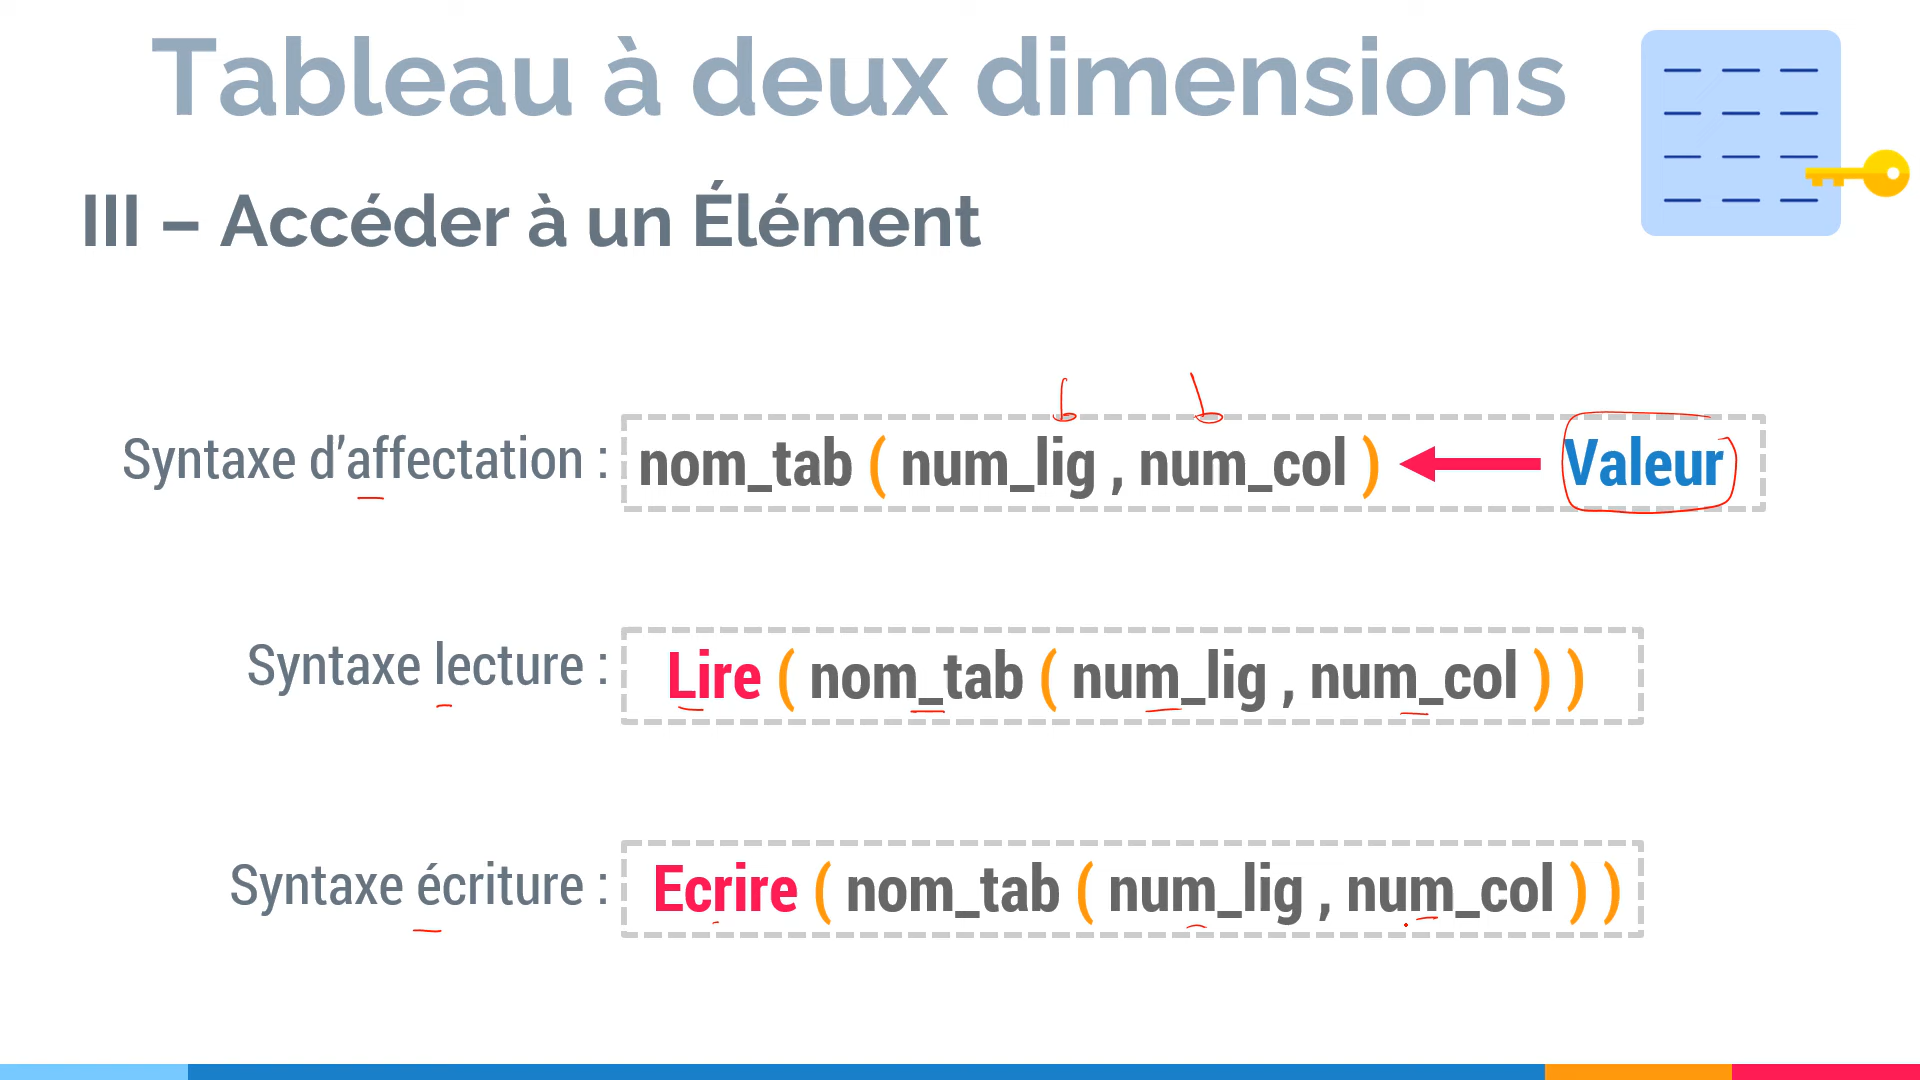 Tableau à deux dimensions
III – Accéder à un Élément
Syntaxe d’affectation : nom_tab ( num_lig , num_col ) Valeur
Syntaxe lecture : Lire ( nom_tab ( num_lig , num_col ) )
Syntaxe écriture : Ecrire ( nom_tab ( num_lig , num_col ) )